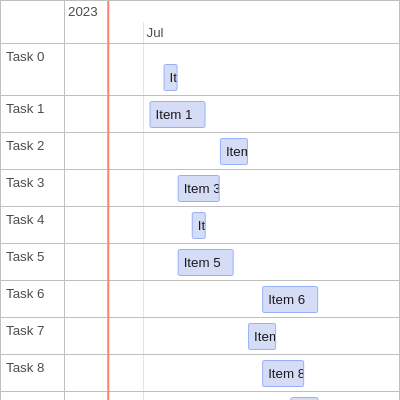 2023
Jul
Task 0
It
Task 1
Item 1
Task 2
Item
Task 3
Item 3
Task 4
It
Task 5
Item 5
Task 6
Item 6
Task 7
Item
Task 8
Item 8